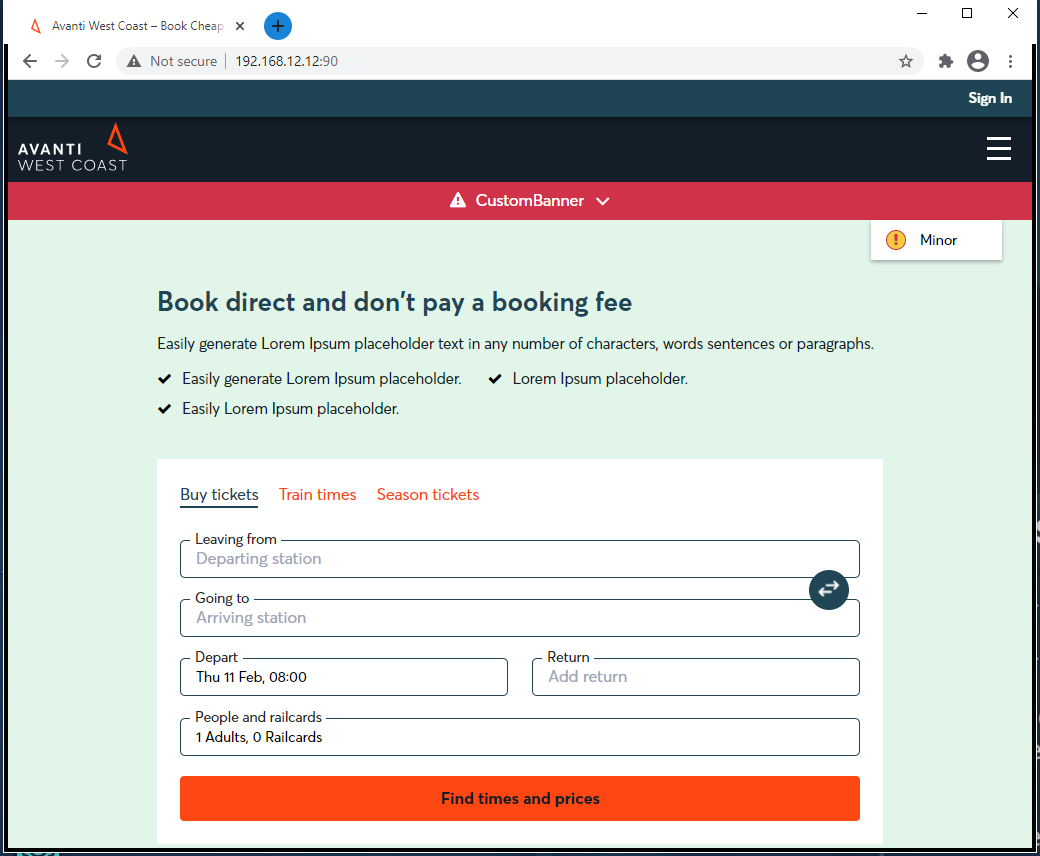 Avanti West Coast – Book Cheap
Not secure 192.168.12.12:90
Sign In
AVANTI
WEST COAST
CustomBanner
Minor
Book direct and don't pay a booking fee
Easily generate Lorem Ipsum placeholder text in any number of characters, words sentences or paragraphs.
Easily generate Lorem Ipsum placeholder. Lorem Ipsum placeholder.
Easily Lorem Ipsum placeholder.
Buy tickets Train times Season tickets
Leaving from
Departing station
Going to
Arriving station
Depart Return
Thu 11 Feb, 08:00 Add return
People and railcards
1 Adults, 0 Railcards
Find times and prices